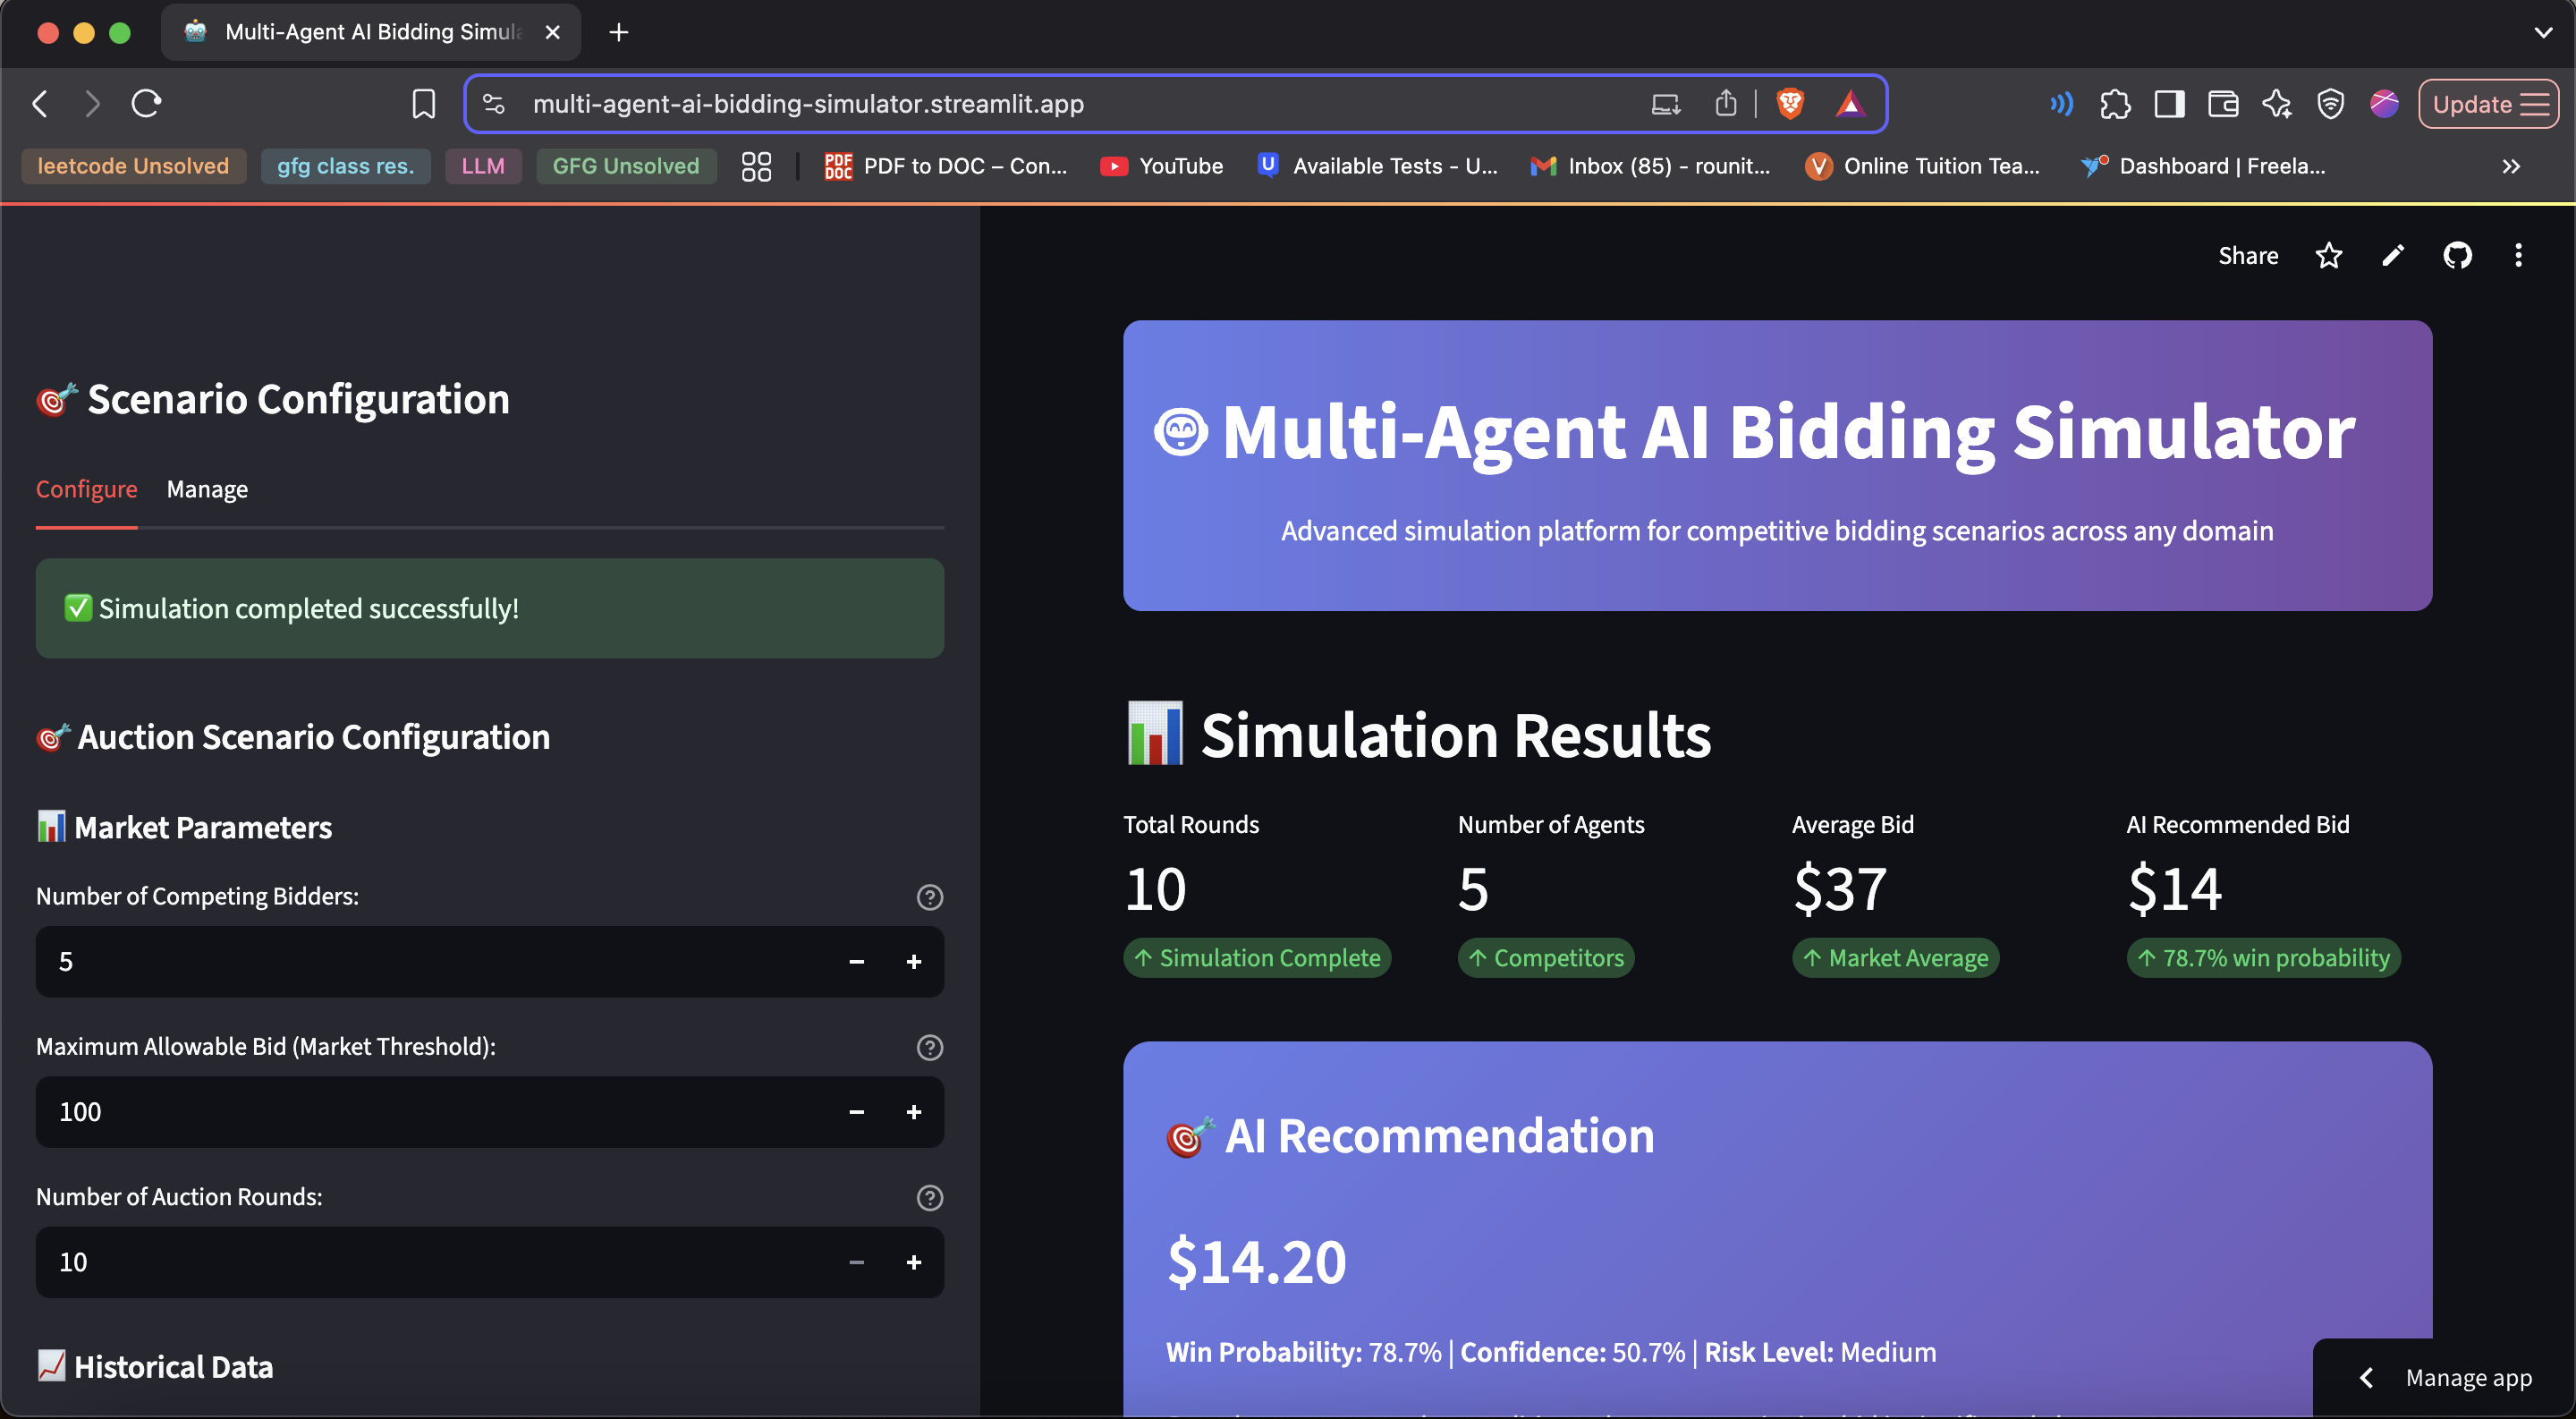 Multi-Agent AI Bidding Simula
multi-agent-ai-bidding-simulator.streamlit.app
Update
leetcode Unsolved
gfg class res.
LLM
GFG Unsolved
PDF to DOC – Con...
YouTube
Available Tests - U...
Inbox (85) - rounit...
Online Tuition Tea...
Dashboard | Freela...
Scenario Configuration
Configure
Manage
Simulation completed successfully!
Auction Scenario Configuration
Market Parameters
Number of Competing Bidders:
5
Maximum Allowable Bid (Market Threshold):
100
Number of Auction Rounds:
10
Historical Data
Share
Multi-Agent AI Bidding Simulator
Advanced simulation platform for competitive bidding scenarios across any domain
Simulation Results
Total Rounds
10
↑ Simulation Complete
Number of Agents
5
↑ Competitors
Average Bid
$37
↑ Market Average
AI Recommended Bid
$14
↑ 78.7% win probability
AI Recommendation
$14.20
Win Probability: 78.7% | Confidence: 50.7% | Risk Level: Medium
Manage app